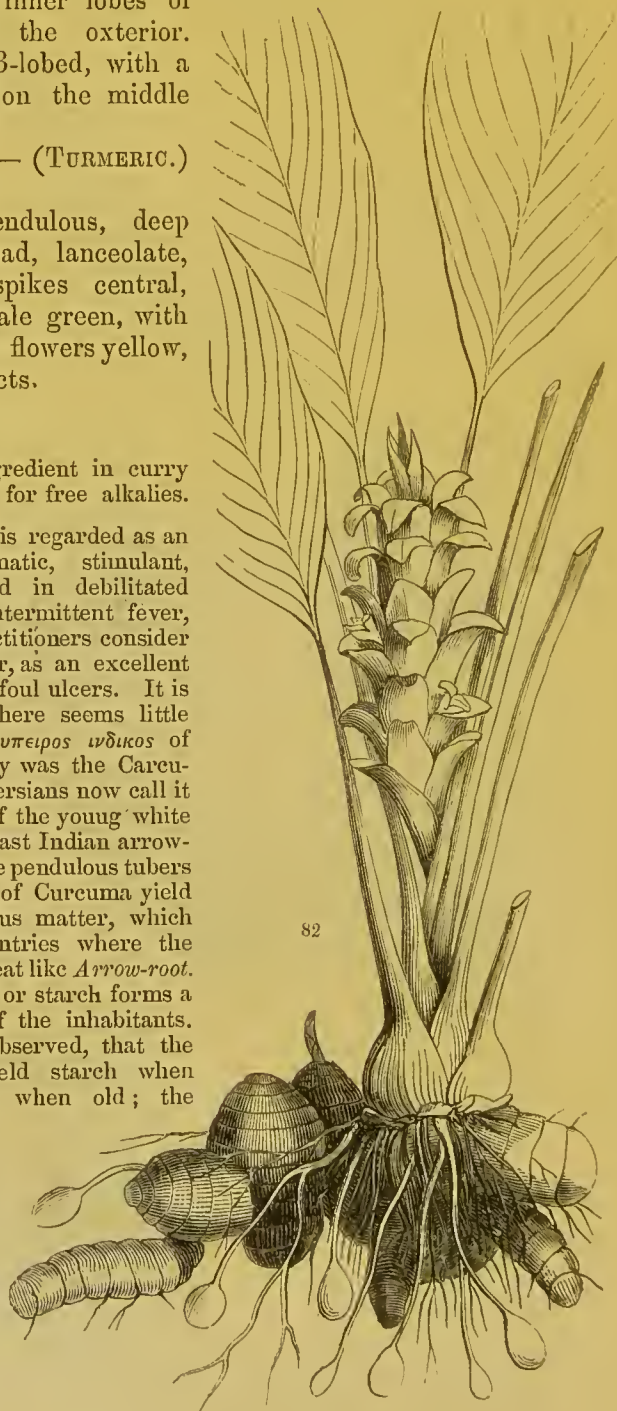 inner lobes of
the oxterior.
3-lobed, with a
on the middle
— (TURMERIC.)
endulous, deep
ad, lanceolate,
spikes central,
ale green, with
flowers yellow,
cts.
redient in curry
for free alkalies.
is regarded as an
matic, stimulant,
d in debilitated
ntermittent fever,
ctitioners consider
r, as an excellent
foul ulcers. It is
here seems little
υπειρος ινδικος of
y was the Carcu-
ersians now call it
f the youug white
ast Indian arrow-
e pendulous tubers
of Curcuma yield
us matter, which
ntries where the
eat like Arrow-root.
or starch forms a
f the inhabitants.
bserved, that the
eld starch when
when old; the
82